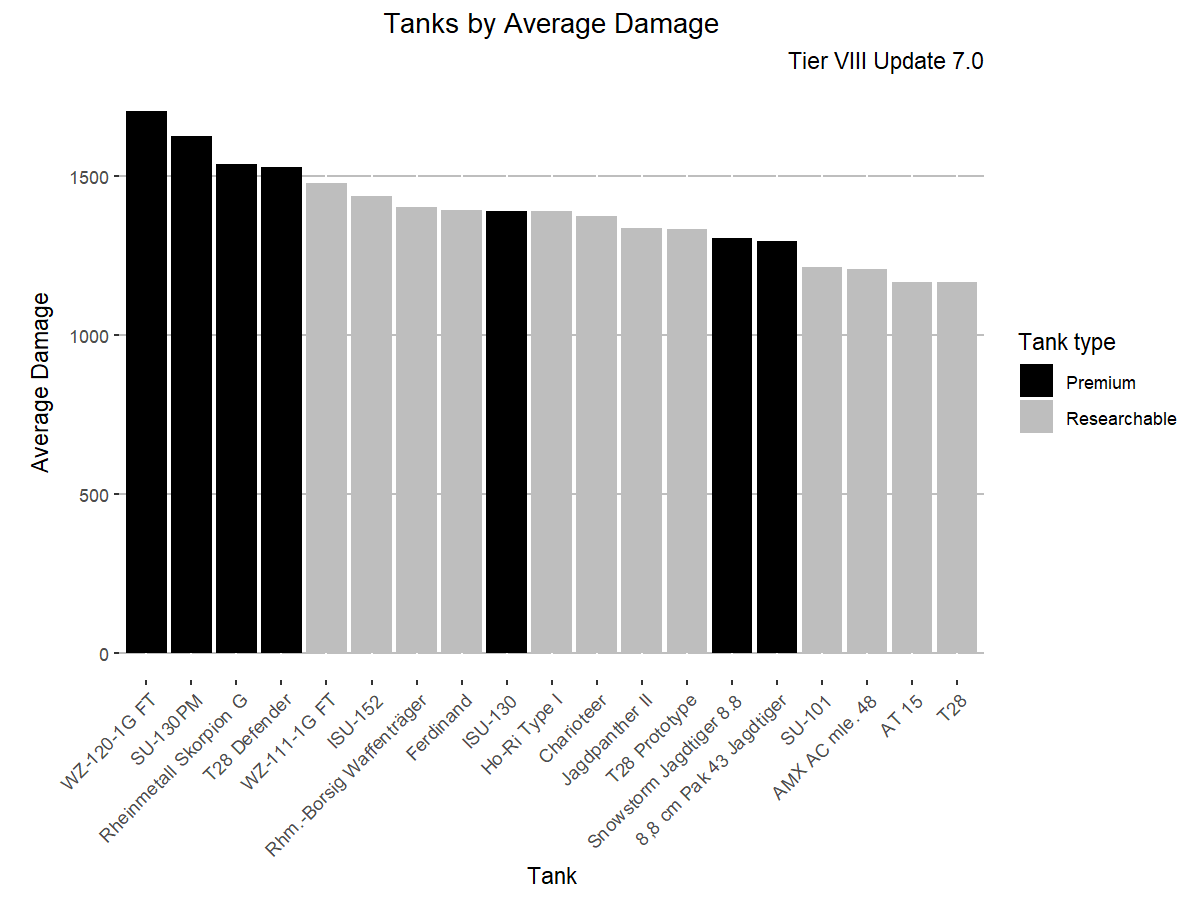 Tanks by Average Damage
Tier VIII Update 7.0
Average Damage
1500
1000
500
0
WZ-120-1G FT
SU-130PM
Rheinmetall Skorpion G
T28 Defender
WZ-111-1G FT
ISU-152
Rhm.-Borsig Waffenträger
Ferdinand
ISU-130
Ho-Ri Type I
Charioteer
Jagdpanther II
T28 Prototype
Snowstorm Jagdtiger 8.8
8,8 cm Pak 43 Jagdtiger
SU-101
AMX AC mle. 48
AT 15
T28
Tank
Tank type
Premium
Researchable